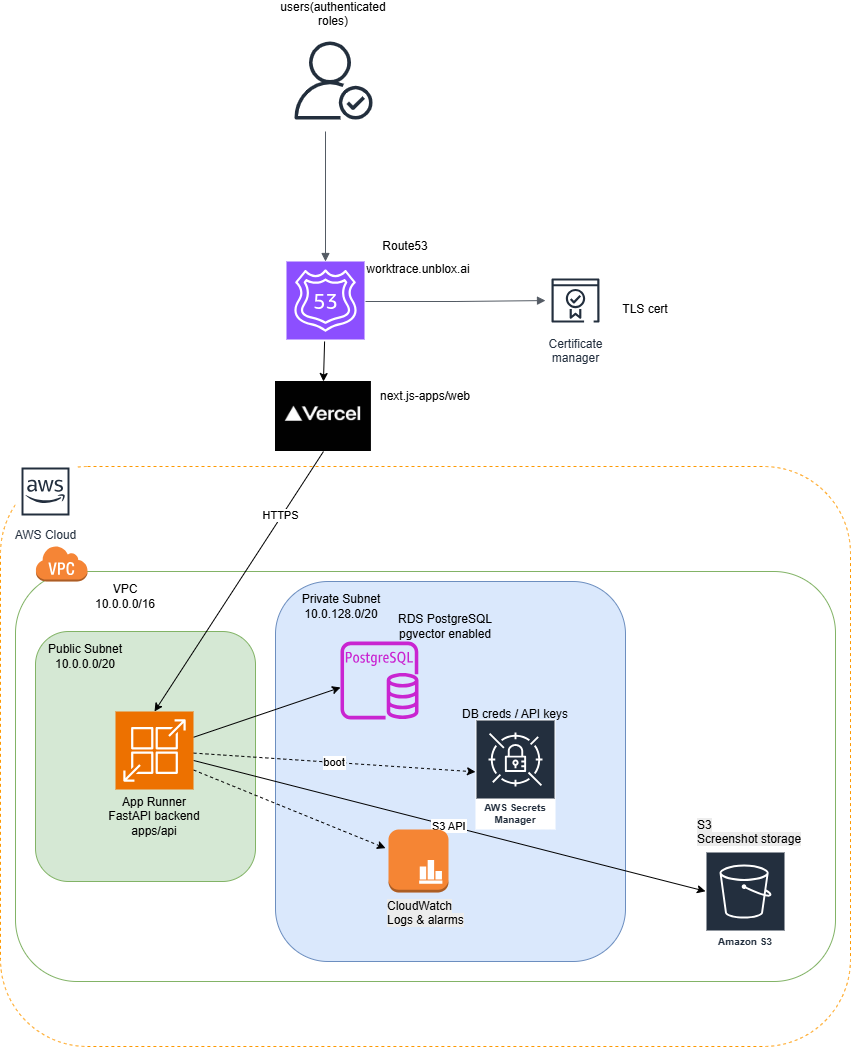 users(authenticated
roles)
Route53
worktrace.unblox.ai
53
TLS cert
Certificate
manager
next.js-apps/web
Vercel
aws
HTTPS
AWS Cloud
VPC
VPC
10.0.0.0/16
Private Subnet
10.0.128.0/20
RDS PostgreSQL
pgvector enabled
Public Subnet
10.0.0.0/20
PostgreSQL
DB creds / API keys
boot
AWS Secrets
Manager
App Runner
FastAPI backend
apps/api
S3 API
S3
Screenshot storage
CloudWatch
Logs & alarms
Amazon S3